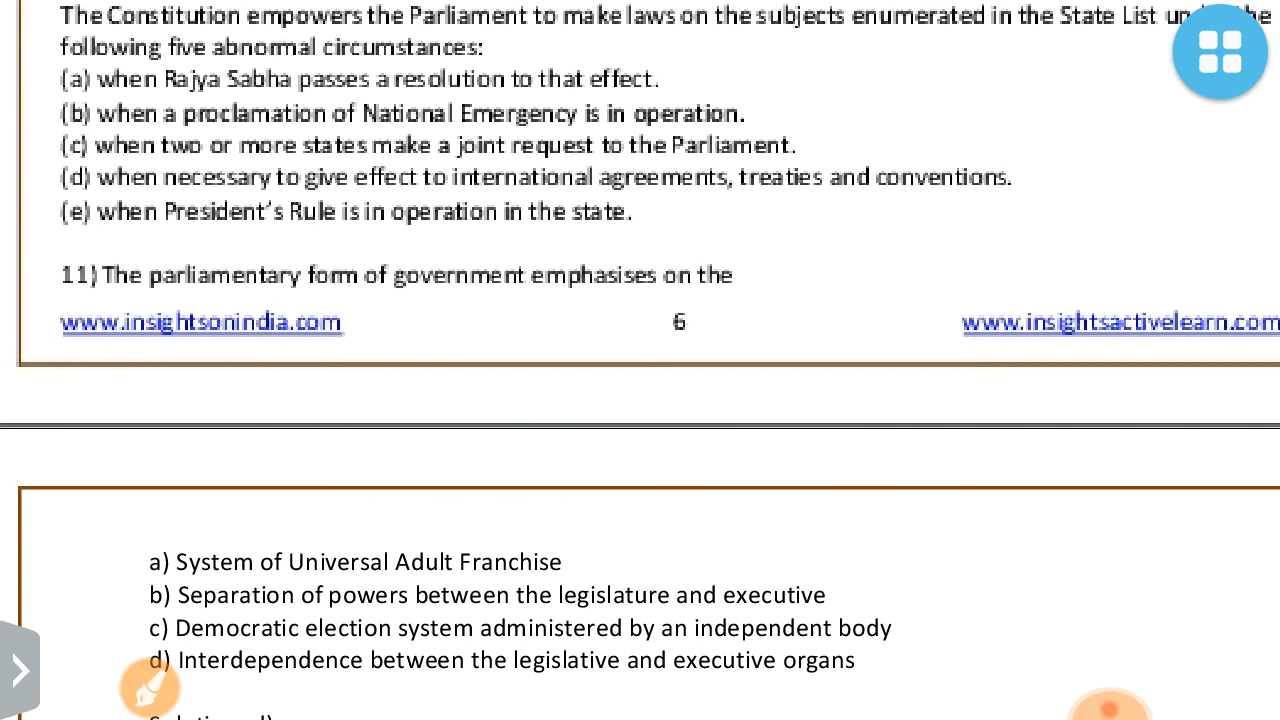 The Constitution empowers the Parliament to make laws on the subjects enumerated in the State List
following five abnormal circumstances:
(a) when Rajya Sabha passes a resolution to that effect.
(b) when a proclamation of National Emergency is in operation.
(c) when two or more states make a joint request to the Parliament.
(d) when necessary to give effect to international agreements, treaties and conventions.
(e) when President's Rule is in operation in the state.
11) The parliamentary form of government emphasises on the
www.insightsonindia.com 6 www.insightsactivelearn.com
a) System of Universal Adult Franchise
b) Separation of powers between the legislature and executive
c) Democratic election system administered by an independent body
d) Interdependence between the legislative and executive organs